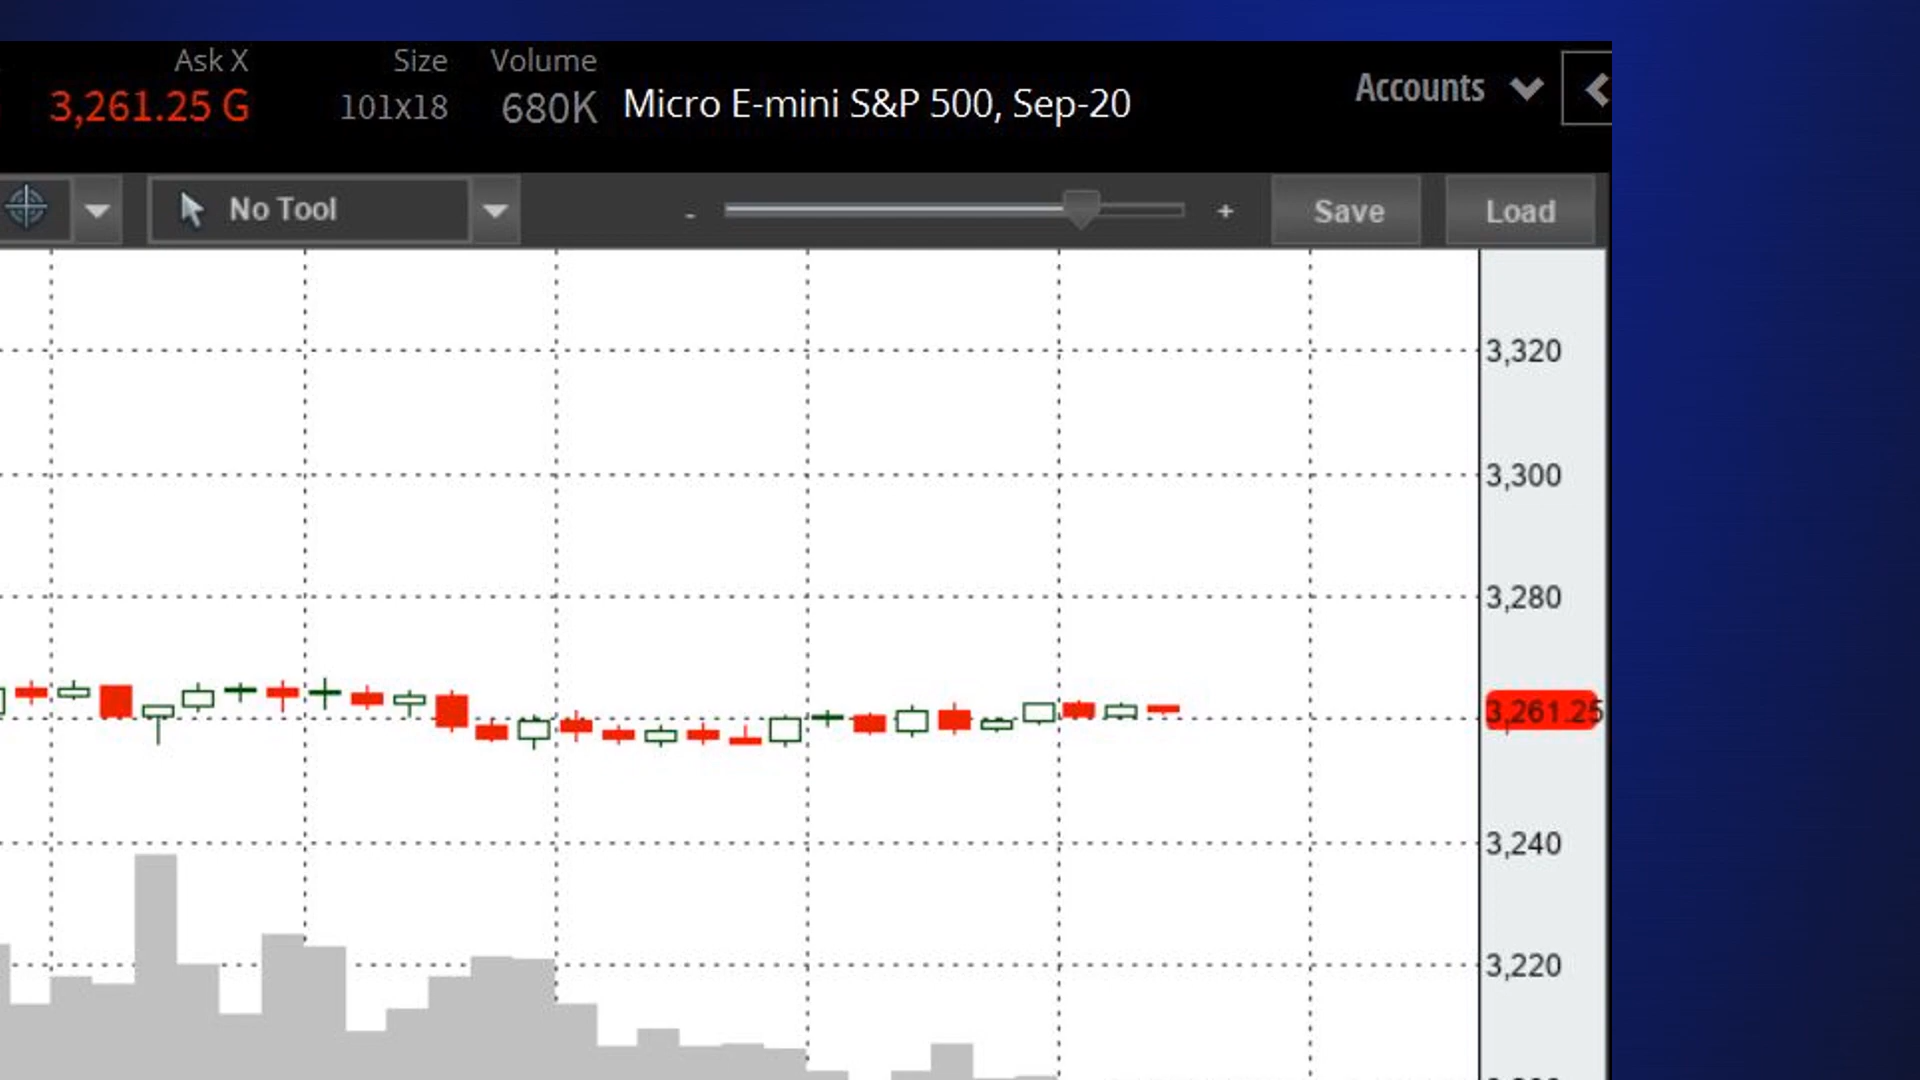 Ask X Size Volume
3,261.25 G 101x18 680K Micro E-mini S&P 500, Sep-20 Accounts
No Tool - + Save Load
3,320
3,300
3,280
3,261.25
3,240
3,220